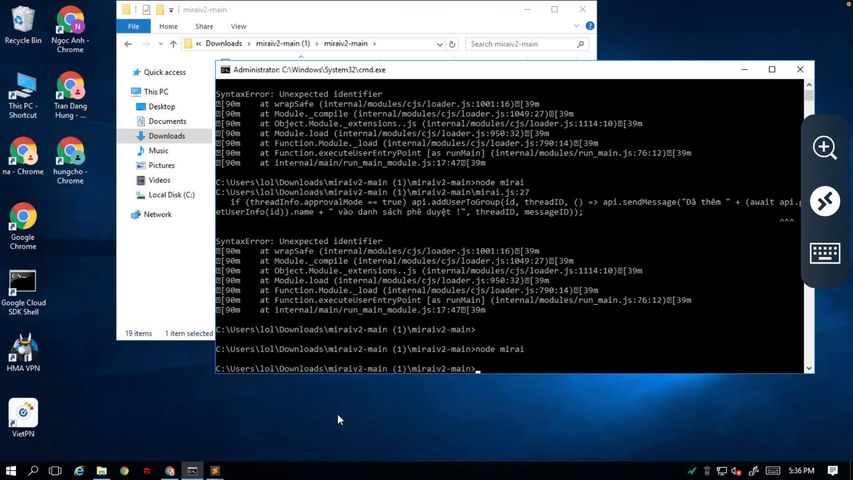 miraiv2-main
File
Home
Share
View
Downloads
miraiv2-main (1)
miraiv2-main
Search miraiv2-main
Quick access
This PC
Desktop
Documents
Downloads
Music
Pictures
Videos
Local Disk (C:)
Network
19 items
1 item selected
Administrator: C:\Windows\System32\cmd.exe
SyntaxError: Unexpected identifier
[90m    at wrapSafe (internal/modules/cjs/loader.js:1001:16)[39m
[90m    at Module._compile (internal/modules/cjs/loader.js:1049:27)[39m
[90m    at Object.Module._extensions..js (internal/modules/cjs/loader.js:1114:10)[39m
[90m    at Module.load (internal/modules/cjs/loader.js:950:32)[39m
[90m    at Function.Module._load (internal/modules/cjs/loader.js:790:14)[39m
[90m    at Function.executeUserEntryPoint [as runMain] (internal/modules/run_main.js:76:12)[39m
[90m    at internal/main/run_main_module.js:17:47[39m
C:\Users\lol\Downloads\miraiv2-main (1)\miraiv2-main>node mirai
C:\Users\lol\Downloads\miraiv2-main (1)\miraiv2-main\mirai.js:27
if (threadInfo.approvalMode == true) api.addUserToGroup(id, threadID, () => api.sendMessage("Đã thêm " + (await api.g
etUserInfo(id)).name + " vào danh sách phê duyệt !", threadID, messageID));
^^^
SyntaxError: Unexpected identifier
[90m    at wrapSafe (internal/modules/cjs/loader.js:1001:16)[39m
[90m    at Module._compile (internal/modules/cjs/loader.js:1049:27)[39m
[90m    at Object.Module._extensions..js (internal/modules/cjs/loader.js:1114:10)[39m
[90m    at Module.load (internal/modules/cjs/loader.js:950:32)[39m
[90m    at Function.Module._load (internal/modules/cjs/loader.js:790:14)[39m
[90m    at Function.executeUserEntryPoint [as runMain] (internal/modules/run_main.js:76:12)[39m
[90m    at internal/main/run_main_module.js:17:47[39m
C:\Users\lol\Downloads\miraiv2-main (1)\miraiv2-main>
C:\Users\lol\Downloads\miraiv2-main (1)\miraiv2-main>node mirai
C:\Users\lol\Downloads\miraiv2-main (1)\miraiv2-main>
Recycle Bin
Ngoc Anh -
Chrome
This PC -
Shortcut
Tran Dang
Hung - ...
na - Chrome
hungcho -
Chrome
Google
Chrome
Google Cloud
SDK Shell
HMA VPN
VietPN
5:36 PM